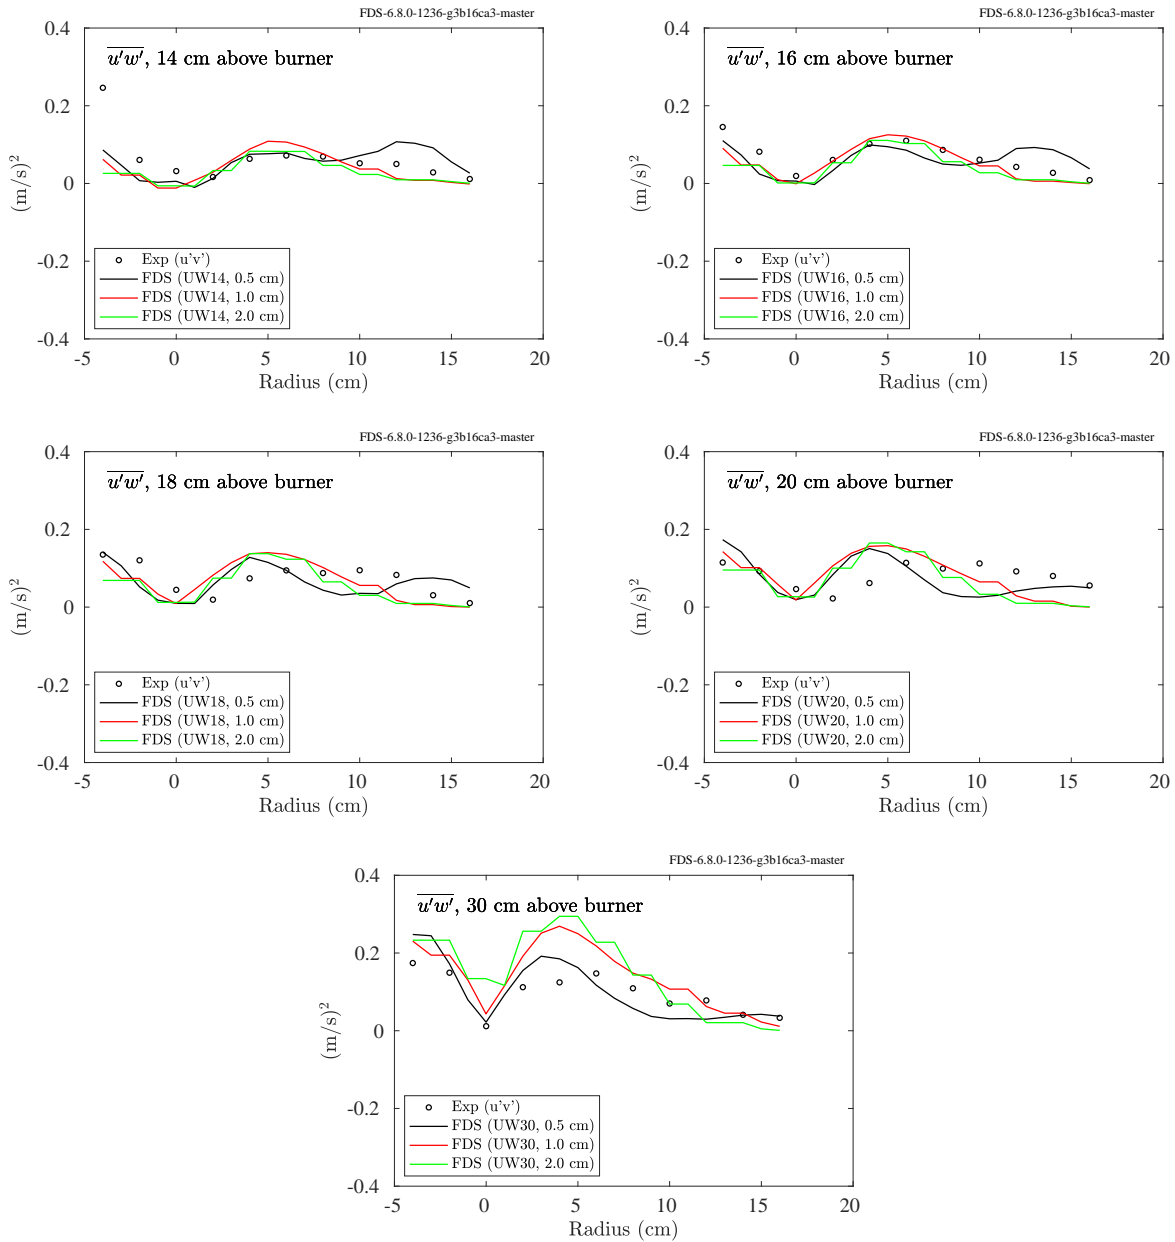 FDS-6.8.0-1236-g3b16ca3-master
u'w', 14 cm above burner
0.4
0.2
0
-0.2
-0.4
(m/s)²
Exp (u'v')
FDS (UW14, 0.5 cm)
FDS (UW14, 1.0 cm)
FDS (UW14, 2.0 cm)
-5 0 5 10 15 20
Radius (cm)
FDS-6.8.0-1236-g3b16ca3-master
u'w', 16 cm above burner
0.4
0.2
0
-0.2
-0.4
(m/s)²
Exp (u'v')
FDS (UW16, 0.5 cm)
FDS (UW16, 1.0 cm)
FDS (UW16, 2.0 cm)
-5 0 5 10 15 20
Radius (cm)
FDS-6.8.0-1236-g3b16ca3-master
u'w', 18 cm above burner
0.4
0.2
0
-0.2
-0.4
(m/s)²
Exp (u'v')
FDS (UW18, 0.5 cm)
FDS (UW18, 1.0 cm)
FDS (UW18, 2.0 cm)
-5 0 5 10 15 20
Radius (cm)
FDS-6.8.0-1236-g3b16ca3-master
u'w', 20 cm above burner
0.4
0.2
0
-0.2
-0.4
(m/s)²
Exp (u'v')
FDS (UW20, 0.5 cm)
FDS (UW20, 1.0 cm)
FDS (UW20, 2.0 cm)
-5 0 5 10 15 20
Radius (cm)
FDS-6.8.0-1236-g3b16ca3-master
u'w', 30 cm above burner
0.4
0.2
0
-0.2
-0.4
(m/s)²
Exp (u'v')
FDS (UW30, 0.5 cm)
FDS (UW30, 1.0 cm)
FDS (UW30, 2.0 cm)
-5 0 5 10 15 20
Radius (cm)